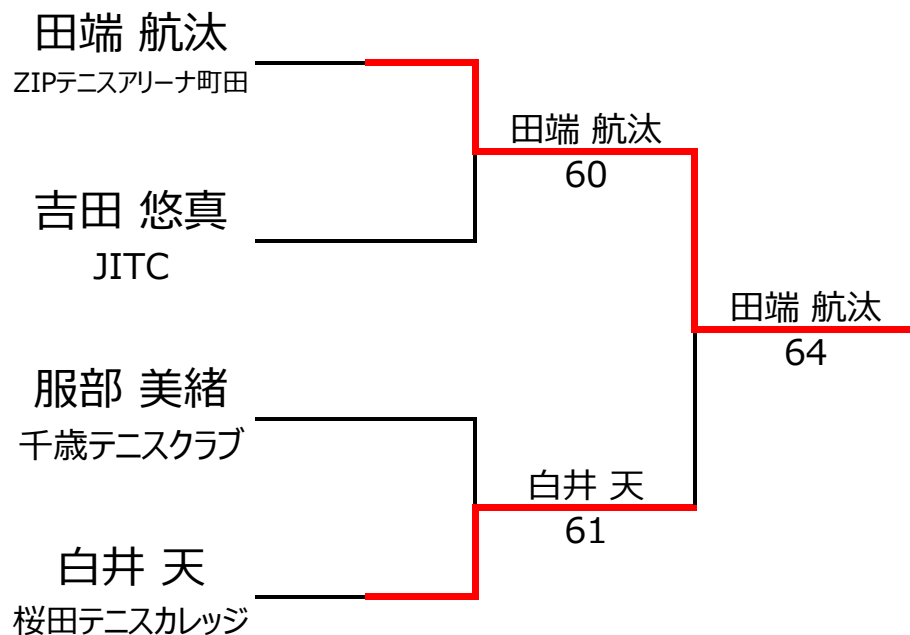 田端 航汰
ZIPテニスアリーナ町田
田端 航汰
60
吉田 悠真
JITC
田端 航汰
64
服部 美緒
千歳テニスクラブ
白井 天
61
白井 天
桜田テニスカレッジ